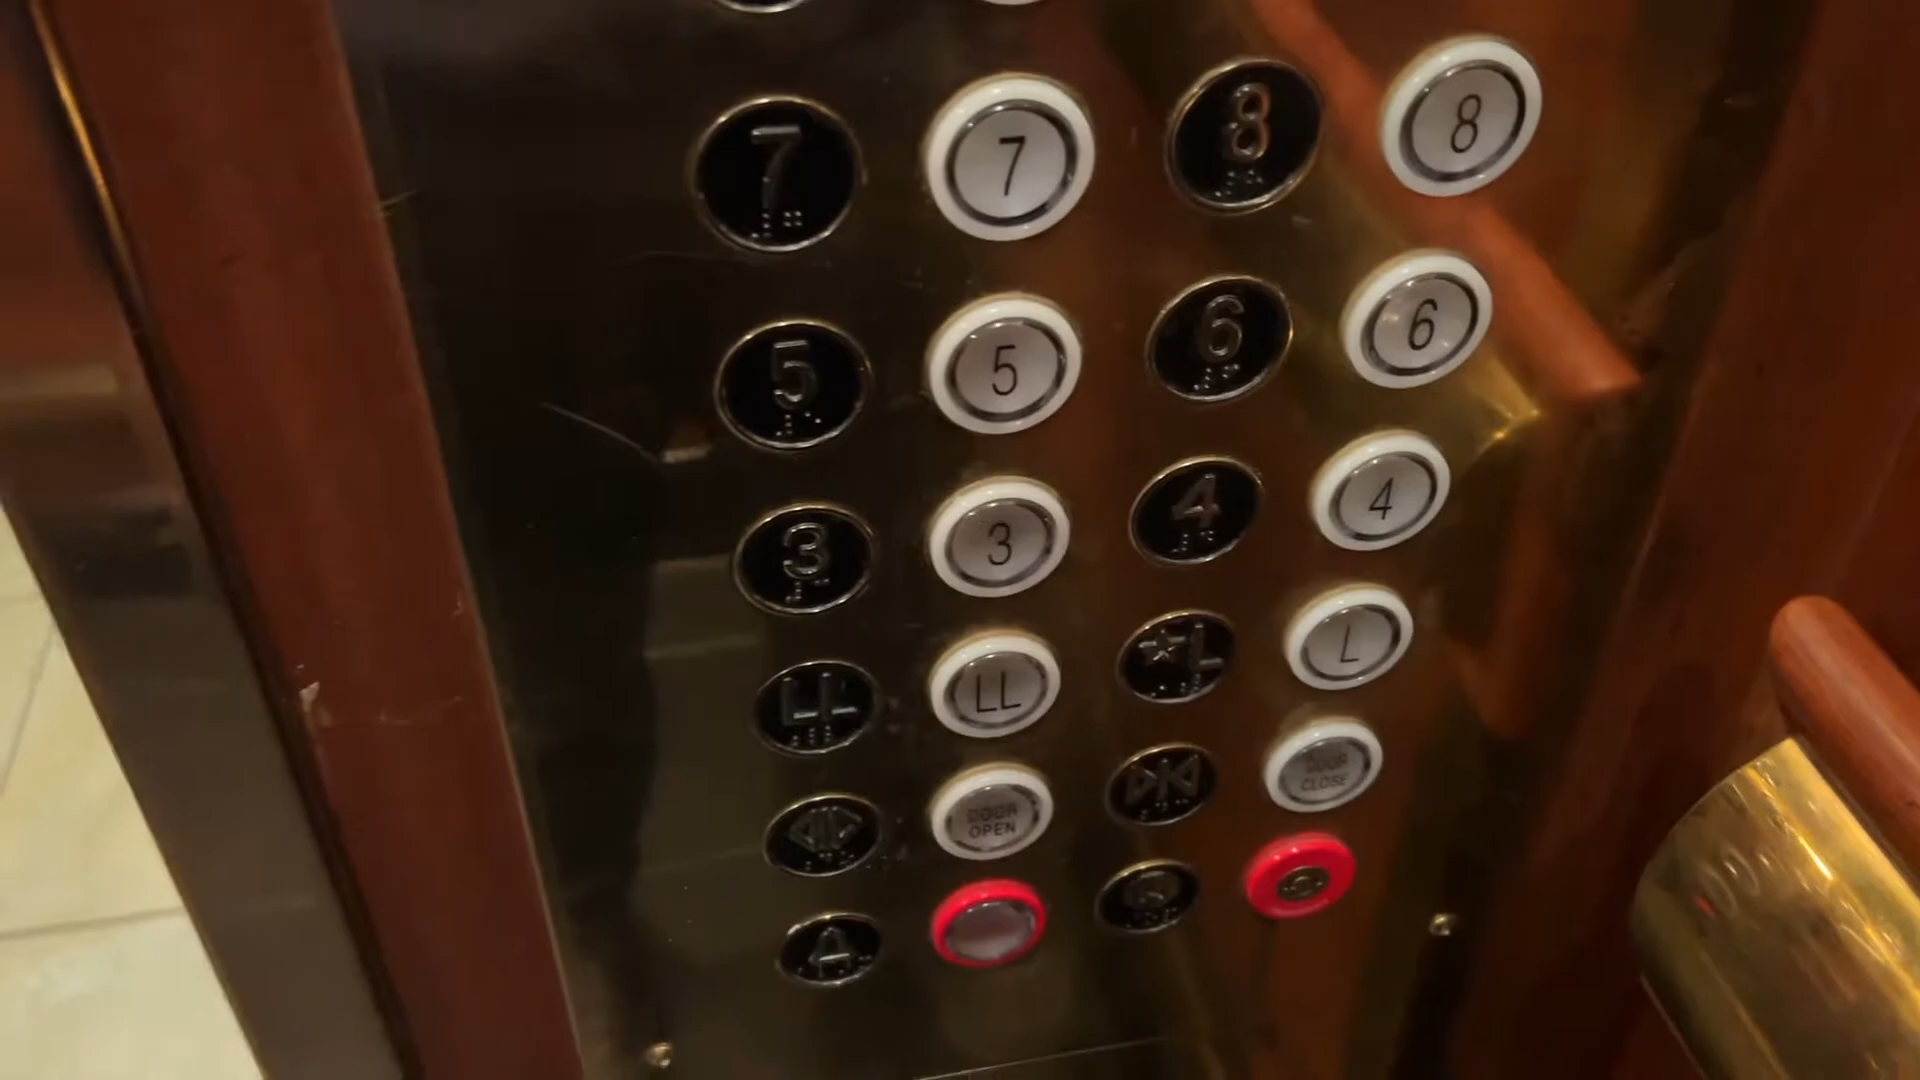 7 7 8 8
5 5 6 6
3 3 4 4
LL LL ★L L
DOOR
OPEN
DOOR
CLOSE